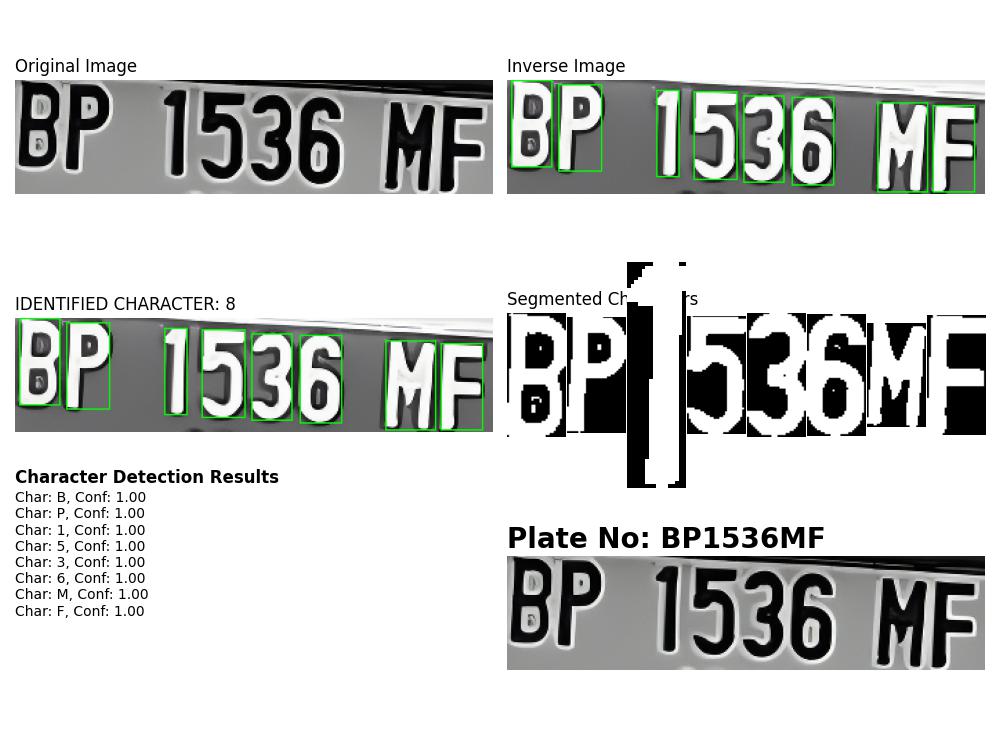 Original Image
BP 1536 MF
Inverse Image
BP 1536 MF
IDENTIFIED CHARACTER: 8
BP 1536 MF
Segmented Ch rs
BP1536MF
Character Detection Results
Char: B, Conf: 1.00
Char: P, Conf: 1.00
Char: 1, Conf: 1.00
Char: 5, Conf: 1.00
Char: 3, Conf: 1.00
Char: 6, Conf: 1.00
Char: M, Conf: 1.00
Char: F, Conf: 1.00
Plate No: BP1536MF
BP 1536 MF